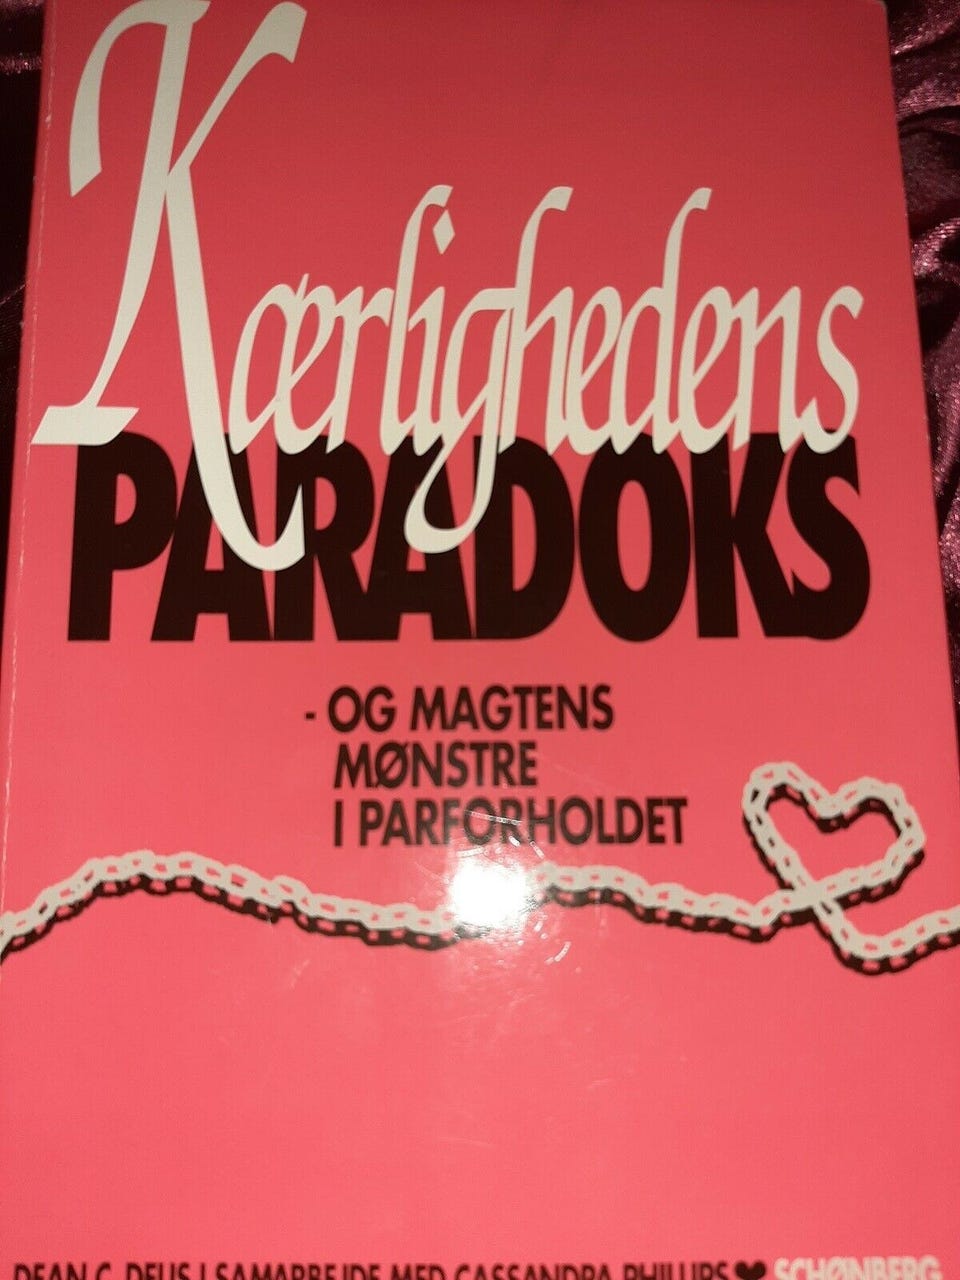 Kærlighedens
PARADOKS
- OG MAGTENS
MØNSTRE
I PARFORHOLDET
DEAN C. DELIS I SAMARBEJDE MED CASSANDRA PHILLIPS ♥ SCHØNBERG